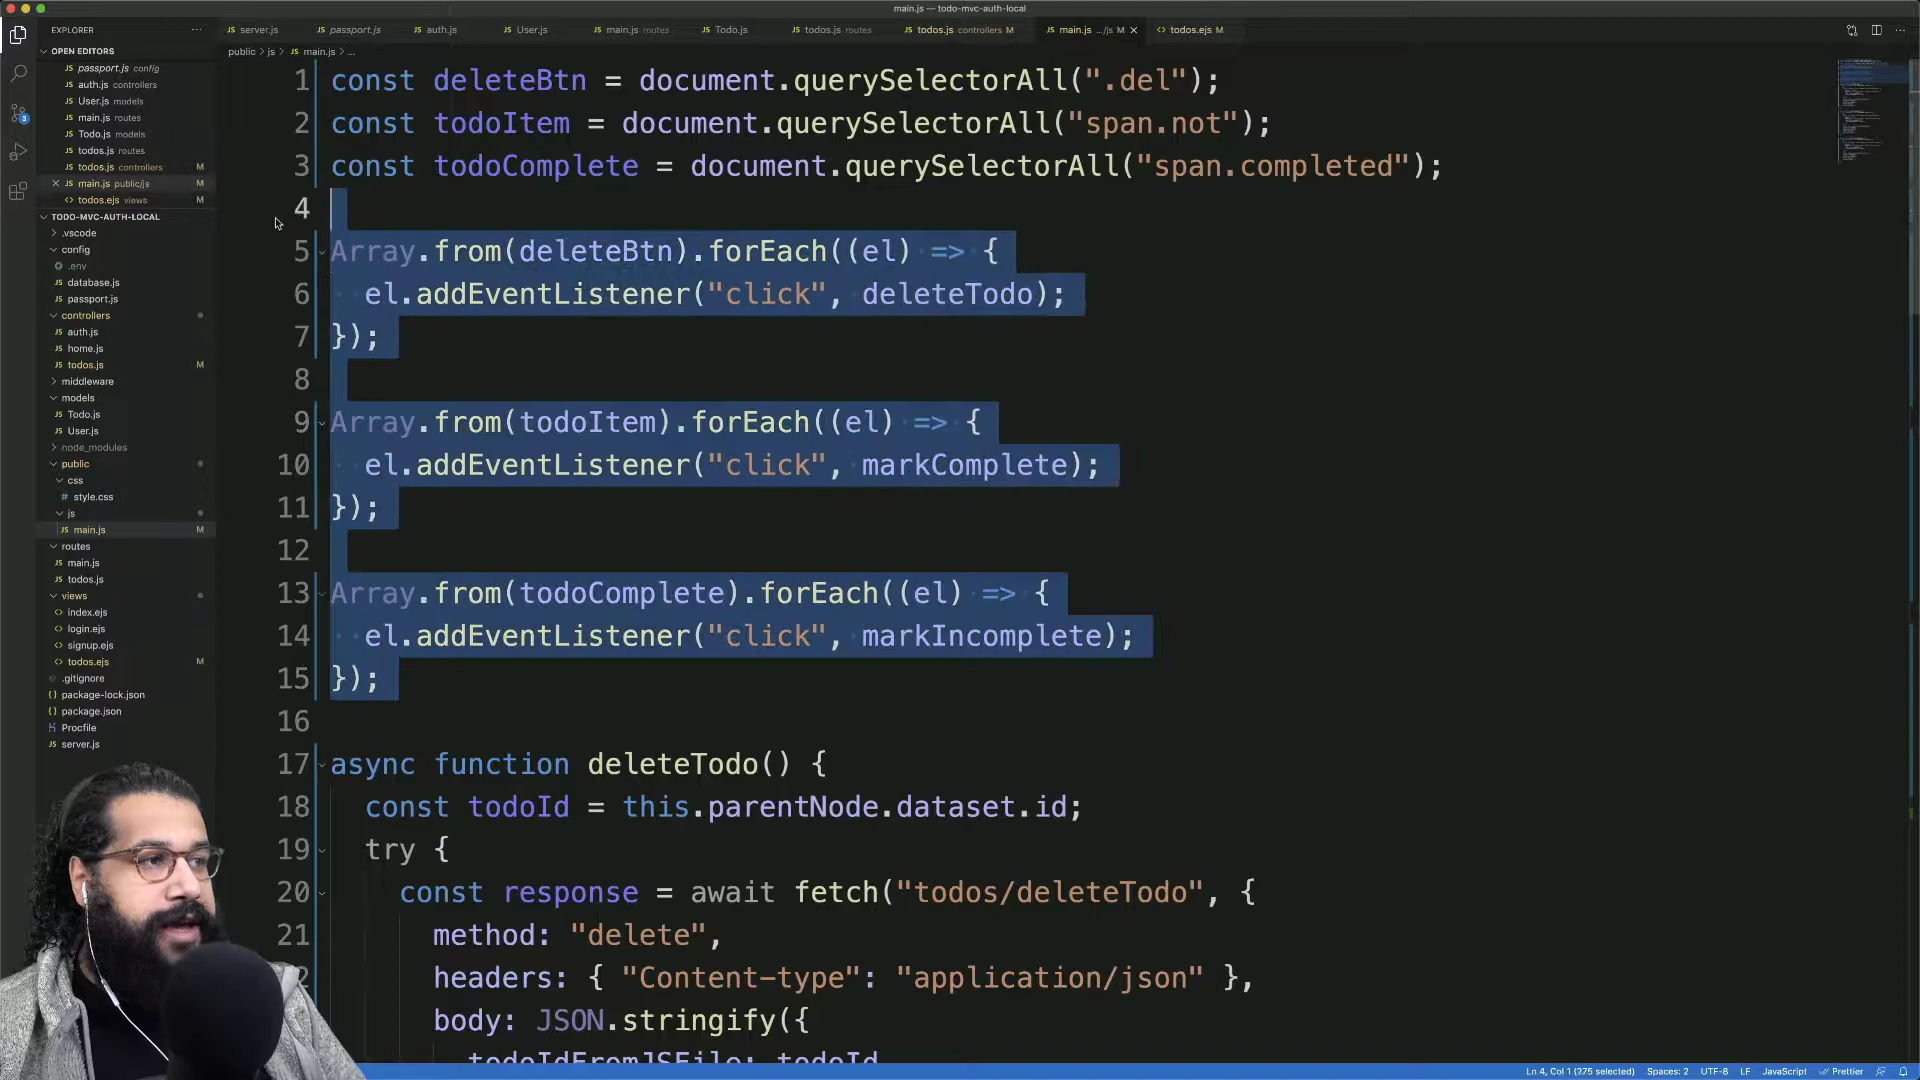 main.js — todo-mvc-auth-local
EXPLORER
server.js
passport.js
auth.js
User.js
main.js routes
Todo.js
todos.js routes
todos.js controllers M
main.js .../js M
todos.ejs M
public > js > main.js > ...
OPEN EDITORS
passport.js config
auth.js controllers
User.js models
main.js routes
Todo.js models
todos.js routes
todos.js controllers M
main.js public/js M
todos.ejs views M
TODO-MVC-AUTH-LOCAL
.vscode
config
.env
database.js
passport.js
controllers
auth.js
home.js
todos.js M
middleware
models
Todo.js
User.js
node_modules
public
css
style.css
js
main.js M
routes
main.js
todos.js
views
index.ejs
login.ejs
signup.ejs
todos.ejs M
.gitignore
package-lock.json
package.json
Procfile
server.js
3
1 const deleteBtn = document.querySelectorAll(".del");
2 const todoItem = document.querySelectorAll("span.not");
3 const todoComplete = document.querySelectorAll("span.completed");
4
5 Array.from(deleteBtn).forEach((el) => {
6 el.addEventListener("click", deleteTodo);
7 });
8
9 Array.from(todoItem).forEach((el) => {
10 el.addEventListener("click", markComplete);
11 });
12
13 Array.from(todoComplete).forEach((el) => {
14 el.addEventListener("click", markIncomplete);
15 });
16
17 async function deleteTodo() {
18 const todoId = this.parentNode.dataset.id;
19 try {
20 const response = await fetch("todos/deleteTodo", {
21 method: "delete",
2 headers: { "Content-type": "application/json" },
body: JSON.stringify({
todoIdFromJSFile: todoId
Ln 4, Col 1 (275 selected) Spaces: 2 UTF-8 LF JavaScript Prettier